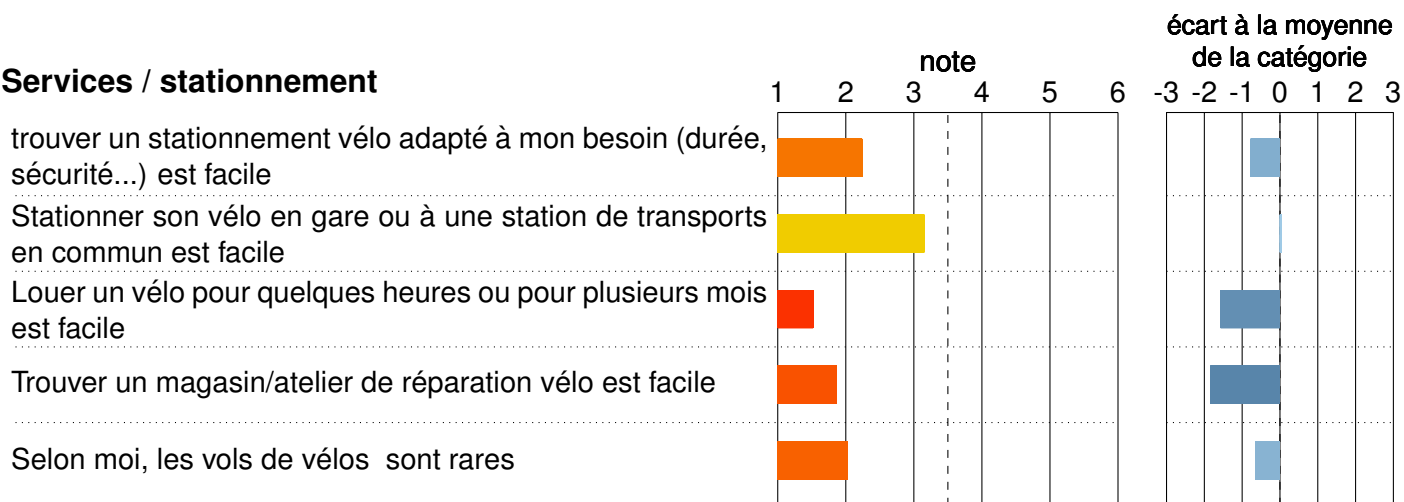 écart à la moyenne
note de la catégorie
Services / stationnement
1 2 3 4 5 6 -3 -2 -1 0 1 2 3
trouver un stationnement vélo adapté à mon besoin (durée,
sécurité...) est facile
Stationner son vélo en gare ou à une station de transports
en commun est facile
Louer un vélo pour quelques heures ou pour plusieurs mois
est facile
Trouver un magasin/atelier de réparation vélo est facile
Selon moi, les vols de vélos sont rares